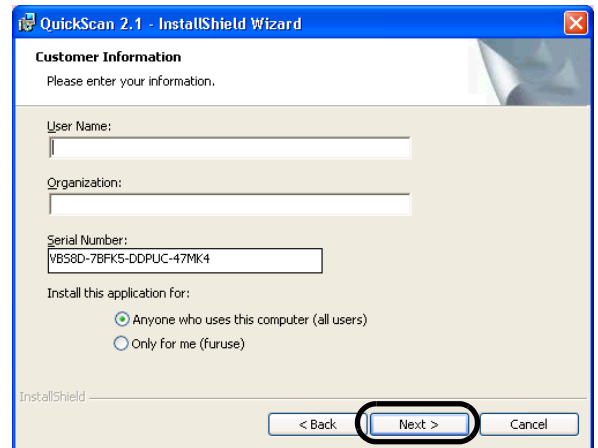 QuickScan 2.1 - InstallShield Wizard
Customer Information
Please enter your information.
User Name:
Organization:
Serial Number:
VBS8D-7BFK5-DDPUC-47MK4
Install this application for:
Anyone who uses this computer (all users)
Only for me (furuse)
InstallShield
< Back Next > Cancel